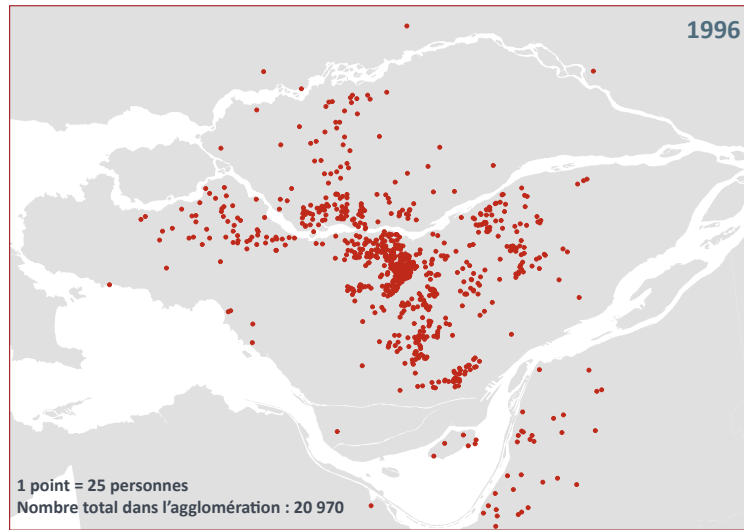 1996
1 point = 25 personnes
Nombre total dans l'agglomération : 20 970